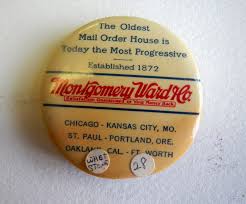 The Oldest
Mail Order House is
Today the Most Progressive
Established 1872
Montgomery Ward & Co.
Satisfaction Guaranteed or Your Money Back
CHICAGO - KANSAS CITY, MO.
ST. PAUL - PORTLAND, ORE.
OAKLAND, CAL - FT. WORTH
28